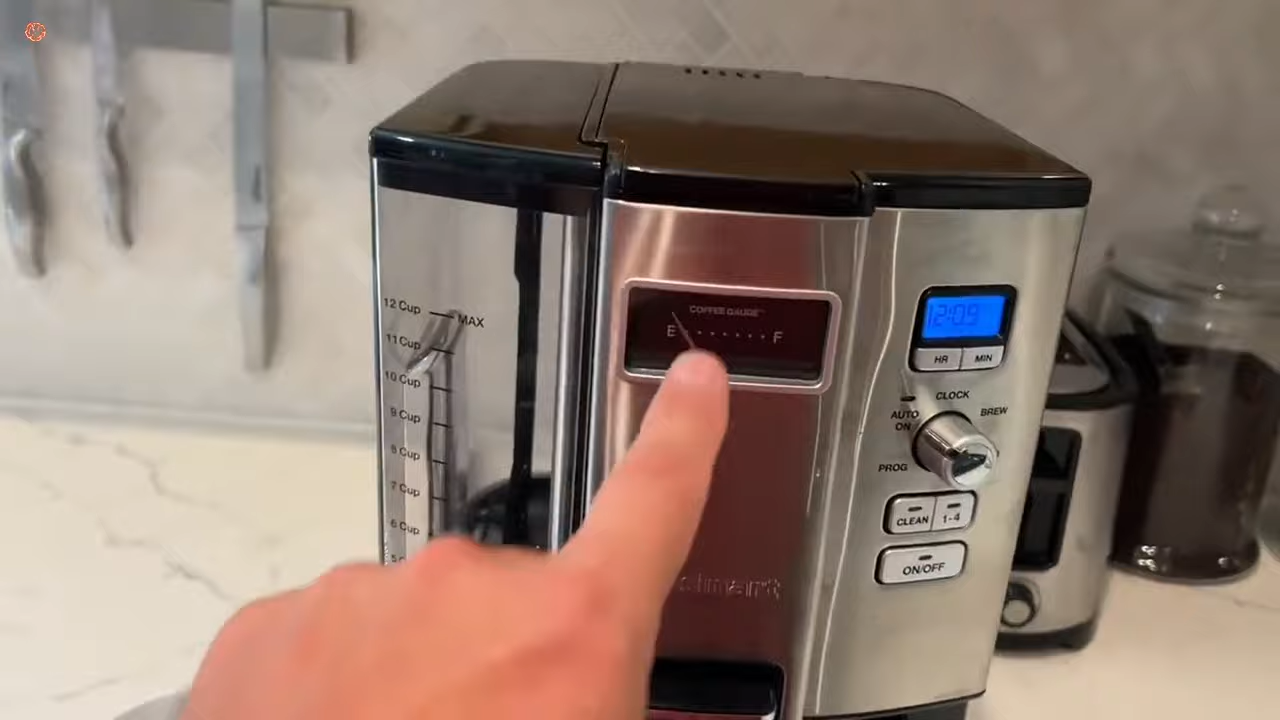 12 Cup
MAX
11 Cup
10 Cup
9 Cup
8 Cup
7 Cup
6 Cup
COFFEE GAUGE™
E F
12:09
HR MIN
CLOCK
AUTO ON
BREW
PROG
CLEAN 1-4
ON/OFF